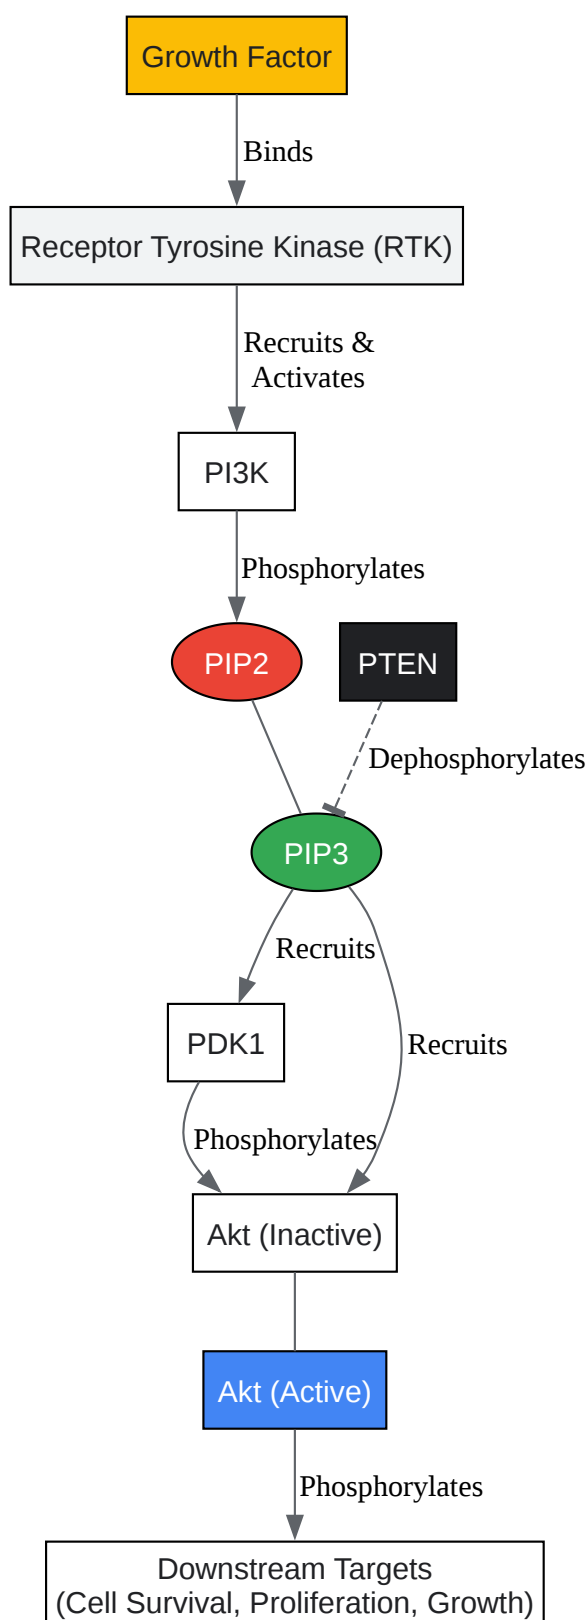 Growth Factor
Binds
Receptor Tyrosine Kinase (RTK)
Recruits &
Activates
PI3K
Phosphorylates
PIP2
PTEN
Dephosphorylates
PIP3
Recruits
PDK1
Recruits
Phosphorylates
Akt (Inactive)
Akt (Active)
Phosphorylates
Downstream Targets
(Cell Survival, Proliferation, Growth)